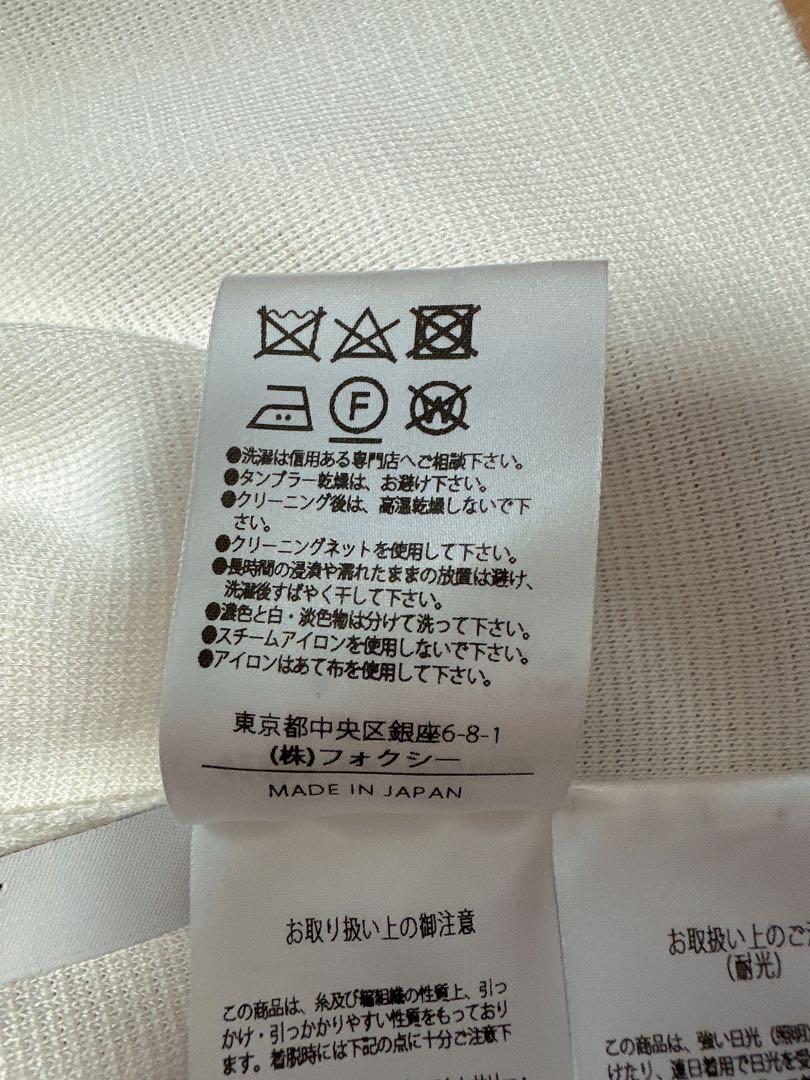 F
W
●洗濯は信用ある専門店へご相談下さい。
●タンブラー乾燥は、お避け下さい。
●クリーニング後は、高温乾燥しないで下
さい。
●クリーニングネットを使用して下さい。
●長時間の浸漬や濡れたままの放置は避け、
洗濯後すばやく干して下さい。
●濃色と白・淡色物は分けて洗って下さい。
●スチームアイロンを使用しないで下さい。
●アイロンはあて布を使用して下さい。
東京都中央区銀座6-8-1
(株)フォクシー
MADE IN JAPAN
お取り扱い上の御注意
この商品は、糸及び編組織の性質上、引っ
かけ・引っかかりやすい性質をもっており
ます。着脱時には下記の点に十分ご注意下
お取扱い上のご
(耐光)
この商品は、強い日光(照明
けたり、連日着用で日光を受